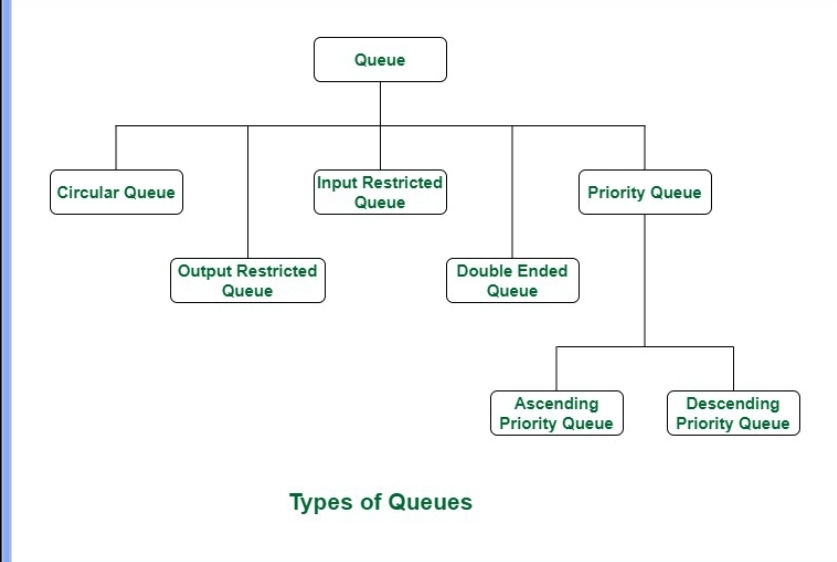 Queue
Circular Queue
Input Restricted
Queue
Priority Queue
Output Restricted
Queue
Double Ended
Queue
Ascending
Priority Queue
Descending
Priority Queue
Types of Queues